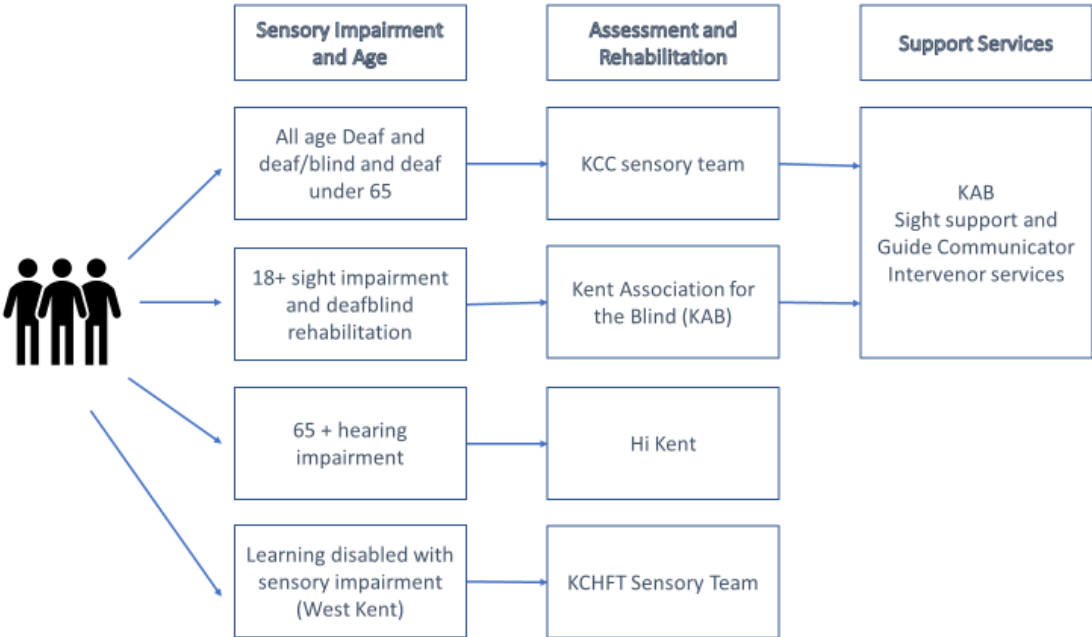 Sensory Impairment
and Age
Assessment and
Rehabilitation
Support Services
All age Deaf and
deaf/blind and deaf
under 65
KCC sensory team
KAB
Sight support and
Guide Communicator
Intervenor services
18+ sight impairment
and deafblind
rehabilitation
Kent Association for
the Blind (KAB)
65 + hearing
impairment
Hi Kent
Learning disabled with
sensory impairment
(West Kent)
KCHFT Sensory Team